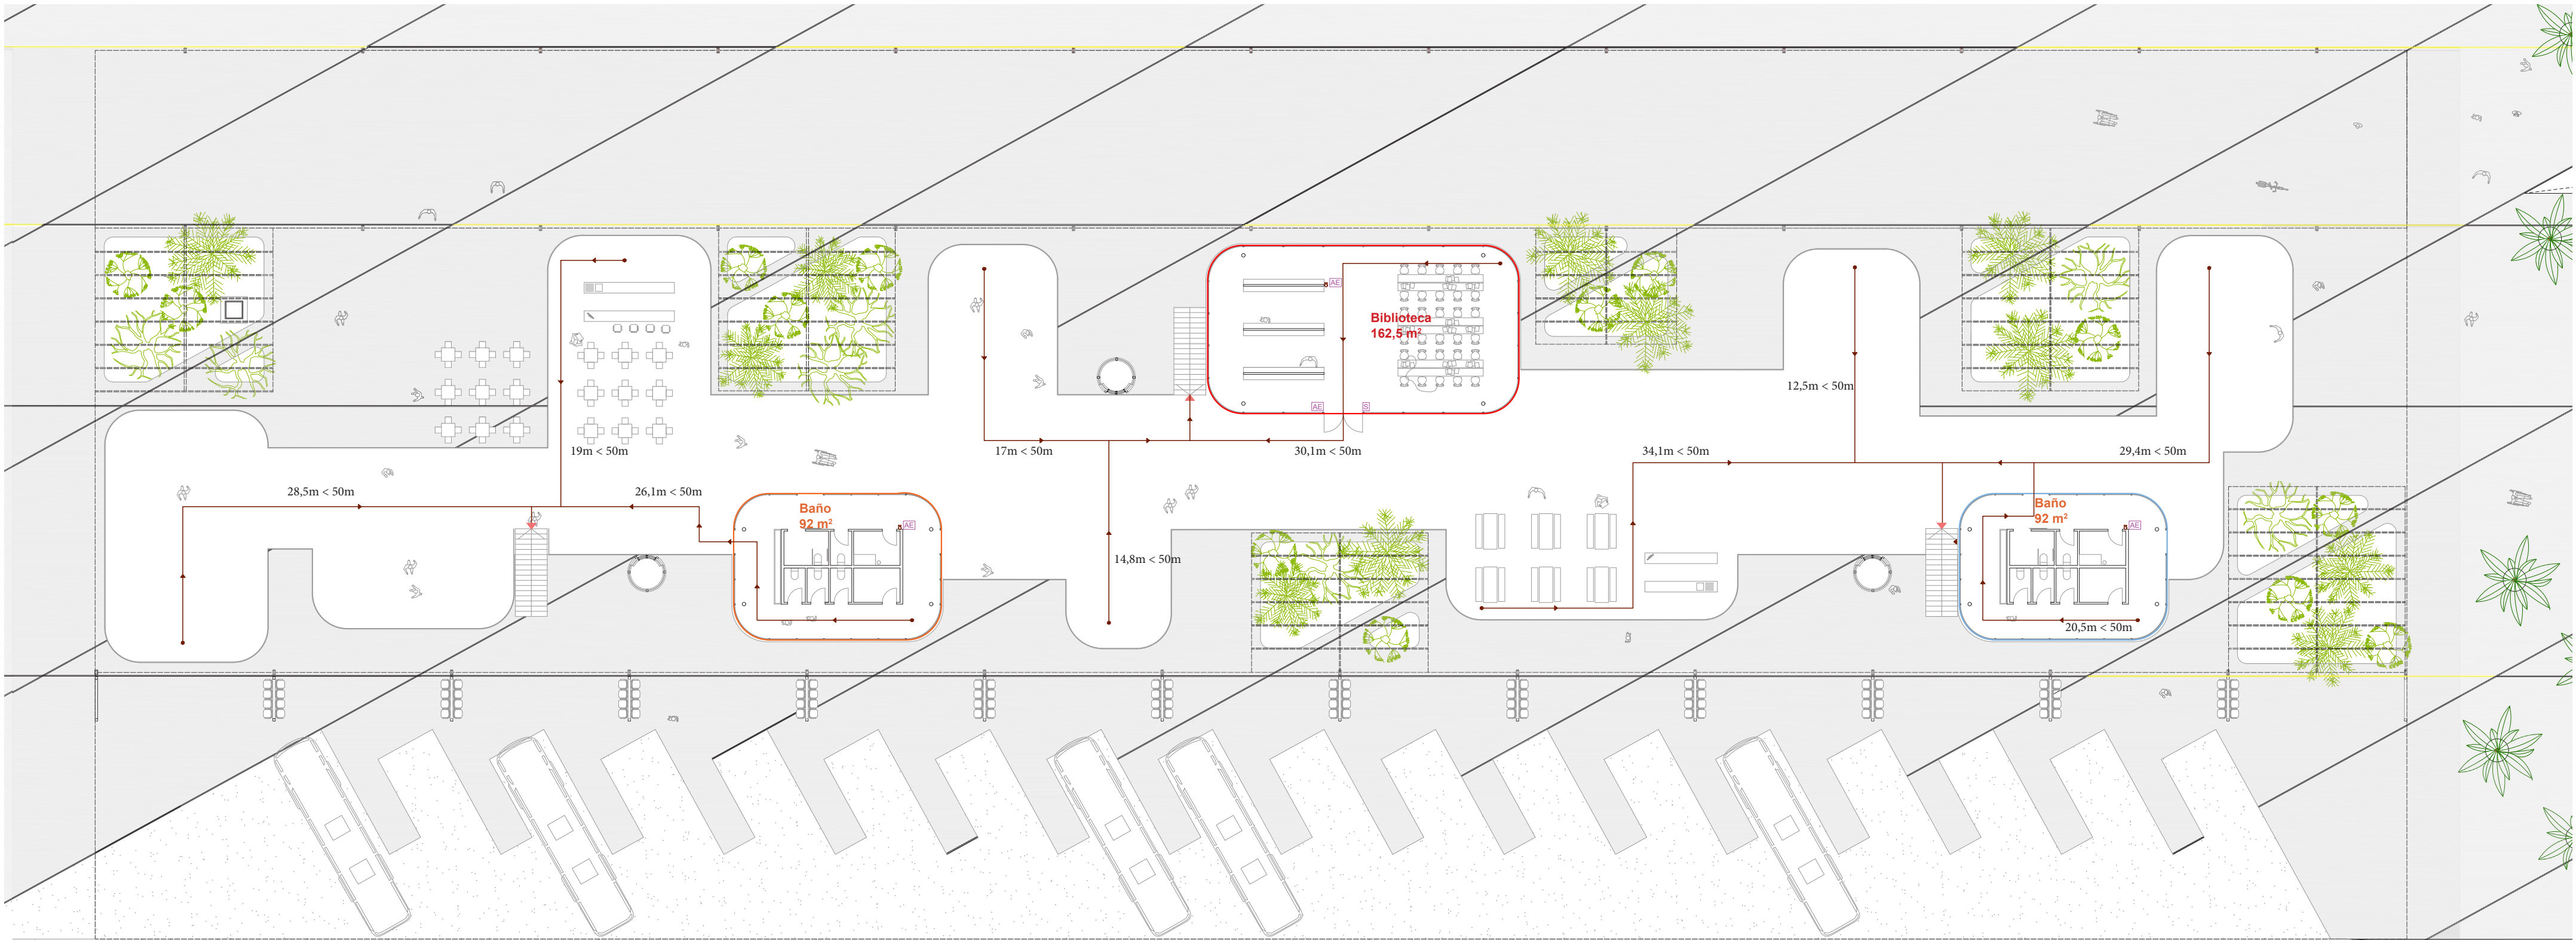 AE
Biblioteca
162,5 m²
12,5m < 50m
AE
S
19m < 50m
17m < 50m
30,1m < 50m
34,1m < 50m
29,4m < 50m
28,5m < 50m
26,1m < 50m
Baño
92 m²
AE
Baño
92 m²
AE
14,8m < 50m
20,5m < 50m